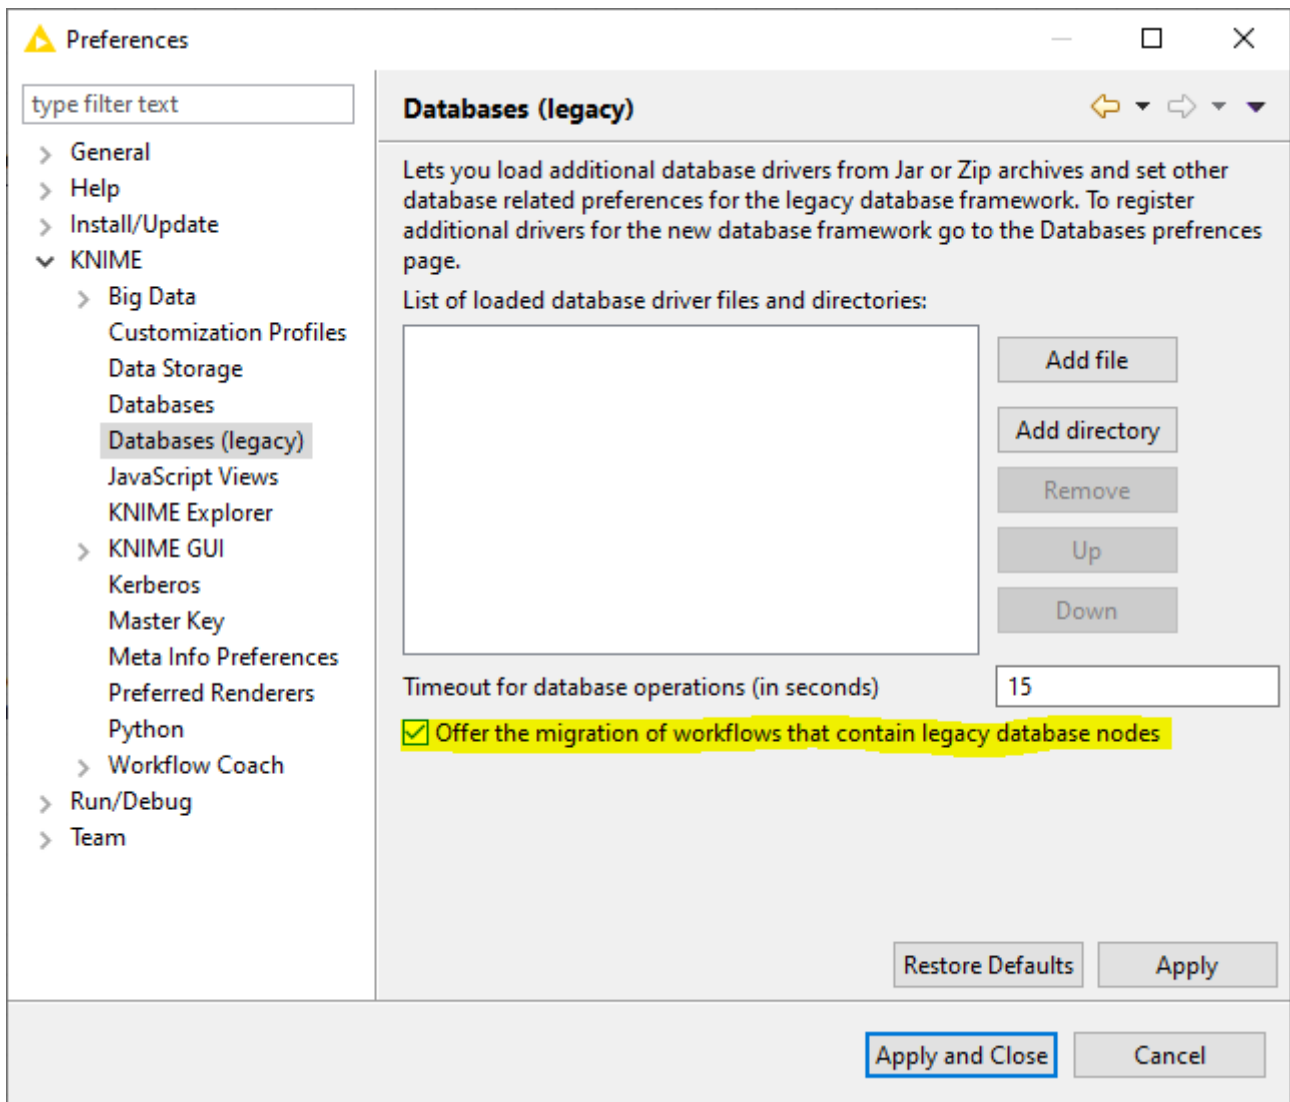 Preferences
type filter text
General
Help
Install/Update
KNIME
Big Data
Customization Profiles
Data Storage
Databases
Databases (legacy)
JavaScript Views
KNIME Explorer
KNIME GUI
Kerberos
Master Key
Meta Info Preferences
Preferred Renderers
Python
Workflow Coach
Run/Debug
Team
Databases (legacy)
Lets you load additional database drivers from Jar or Zip archives and set other
database related preferences for the legacy database framework. To register
additional drivers for the new database framework go to the Databases prefrences
page.
List of loaded database driver files and directories:
Add file
Add directory
Remove
Up
Down
Timeout for database operations (in seconds)
15
Offer the migration of workflows that contain legacy database nodes
Restore Defaults
Apply
Apply and Close
Cancel